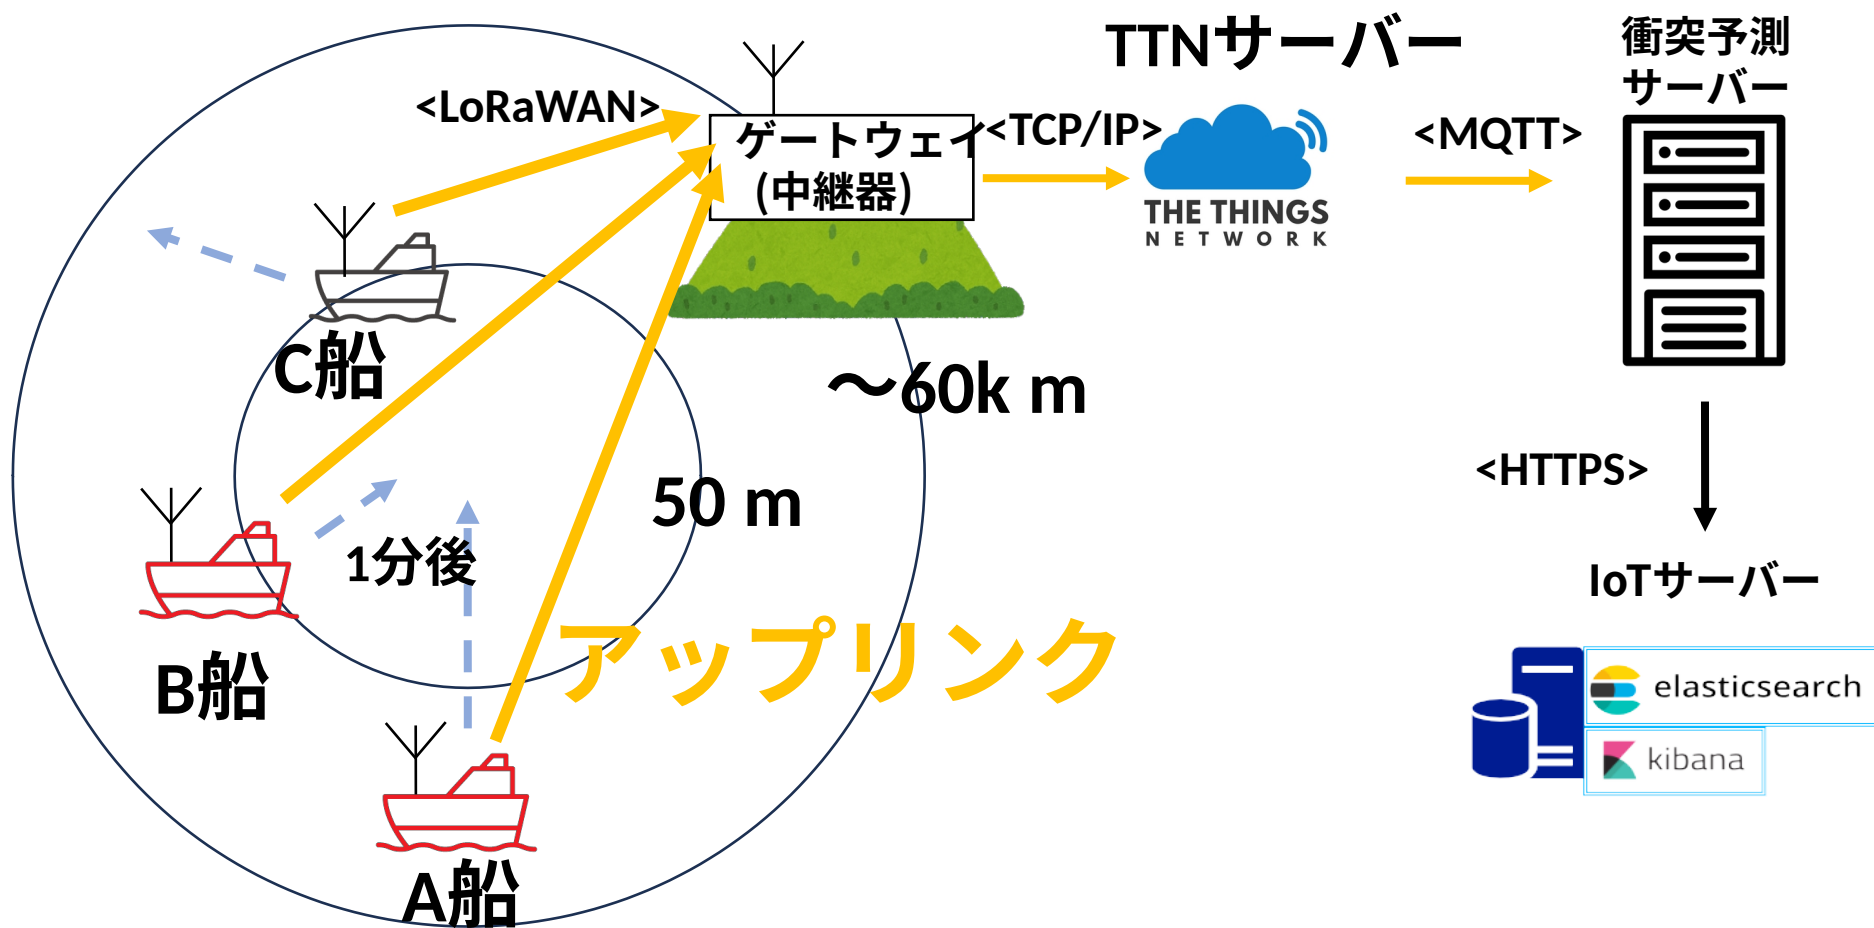 TTNサーバー
衝突予測
サーバー
<LoRaWAN>
ゲートウェイ
(中継器)
<TCP/IP>
THE THINGS
NETWORK
<MQTT>
C船
～60k m
50 m
<HTTPS>
1分後
IoTサーバー
アップリンク
B船
elasticsearch
kibana
A船